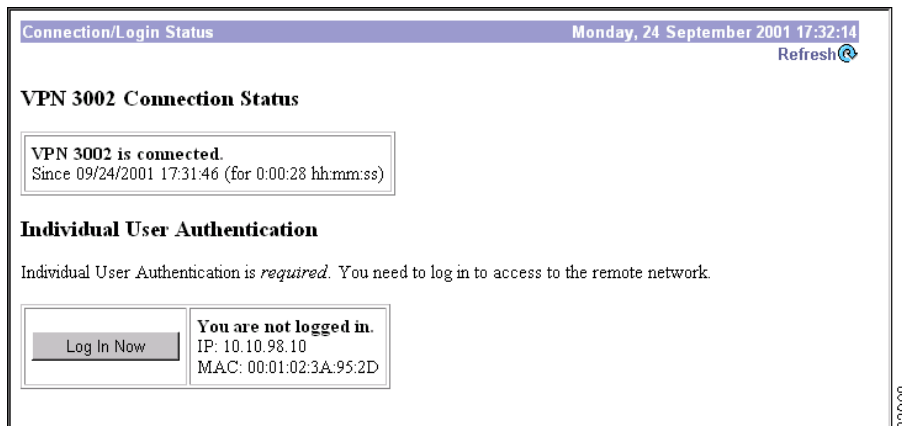 Connection/Login Status
Monday, 24 September 2001 17:32:14
Refresh
VPN 3002 Connection Status
VPN 3002 is connected.
Since 09/24/2001 17:31:46 (for 0:00:28 hh:mm:ss)
Individual User Authentication
Individual User Authentication is required. You need to log in to access to the remote network.
Log In Now
You are not logged in.
IP: 10.10.98.10
MAC: 00:01:02:3A:95:2D